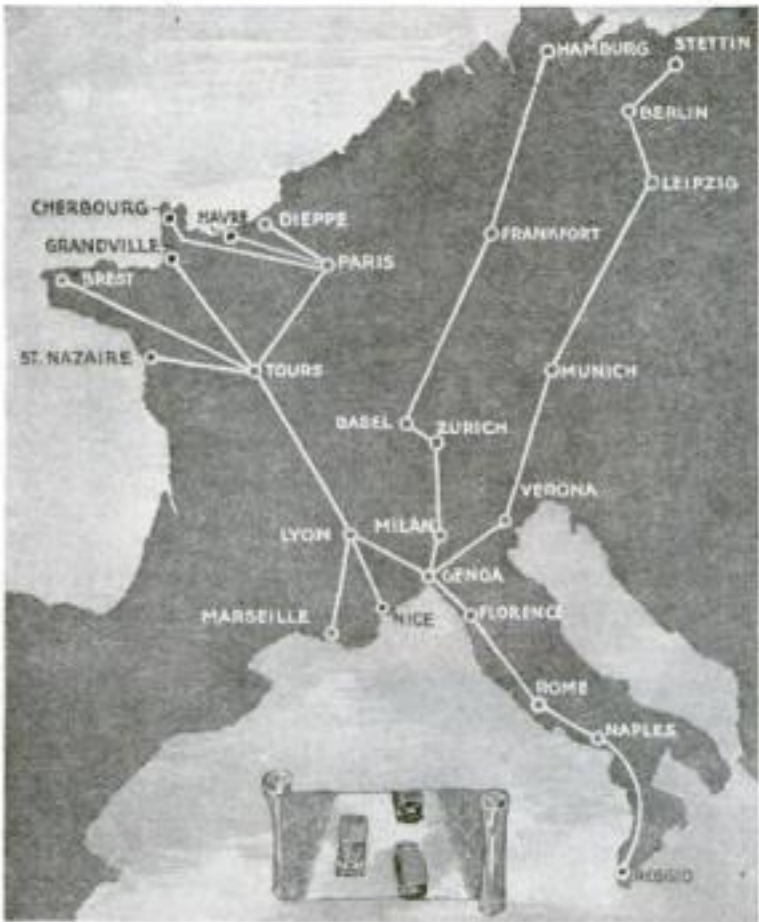 HAMBURG
STETTIN
BERLIN
LEIPZIG
CHERBOURG
HAVRE
DIEPPE
GRANDVILLE
FRANKFORT
PARIS
BREST
ST. NAZAIRE
TOURS
MUNICH
BASEL
ZURICH
VERONA
LYON
MILAN
GENOA
MARSEILLE
NICE
FLORENCE
ROME
NAPLES
REGGIO